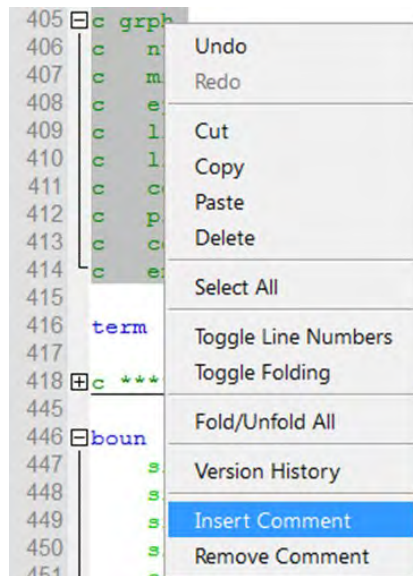 405 c grph
406 c n
407 c m
408 c e
409 c l
410 c l
411 c c
412 c p
413 c c
414 c e
415
416 term
417
418 c ***
445
446 boun
447 s
448 s
449 s
450 s
451
Undo
Redo
Cut
Copy
Paste
Delete
Select All
Toggle Line Numbers
Toggle Folding
Fold/Unfold All
Version History
Insert Comment
Remove Comment